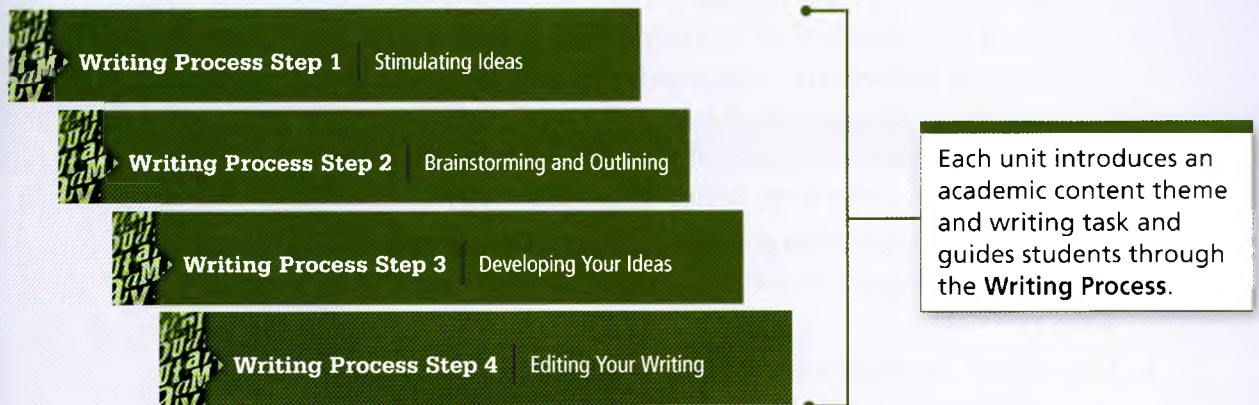 Writing Process Step 1 Stimulating Ideas
Writing Process Step 2 Brainstorming and Outlining
Writing Process Step 3 Developing Your Ideas
Writing Process Step 4 Editing Your Writing
Each unit introduces an
academic content theme
and writing task and
guides students through
the Writing Process.